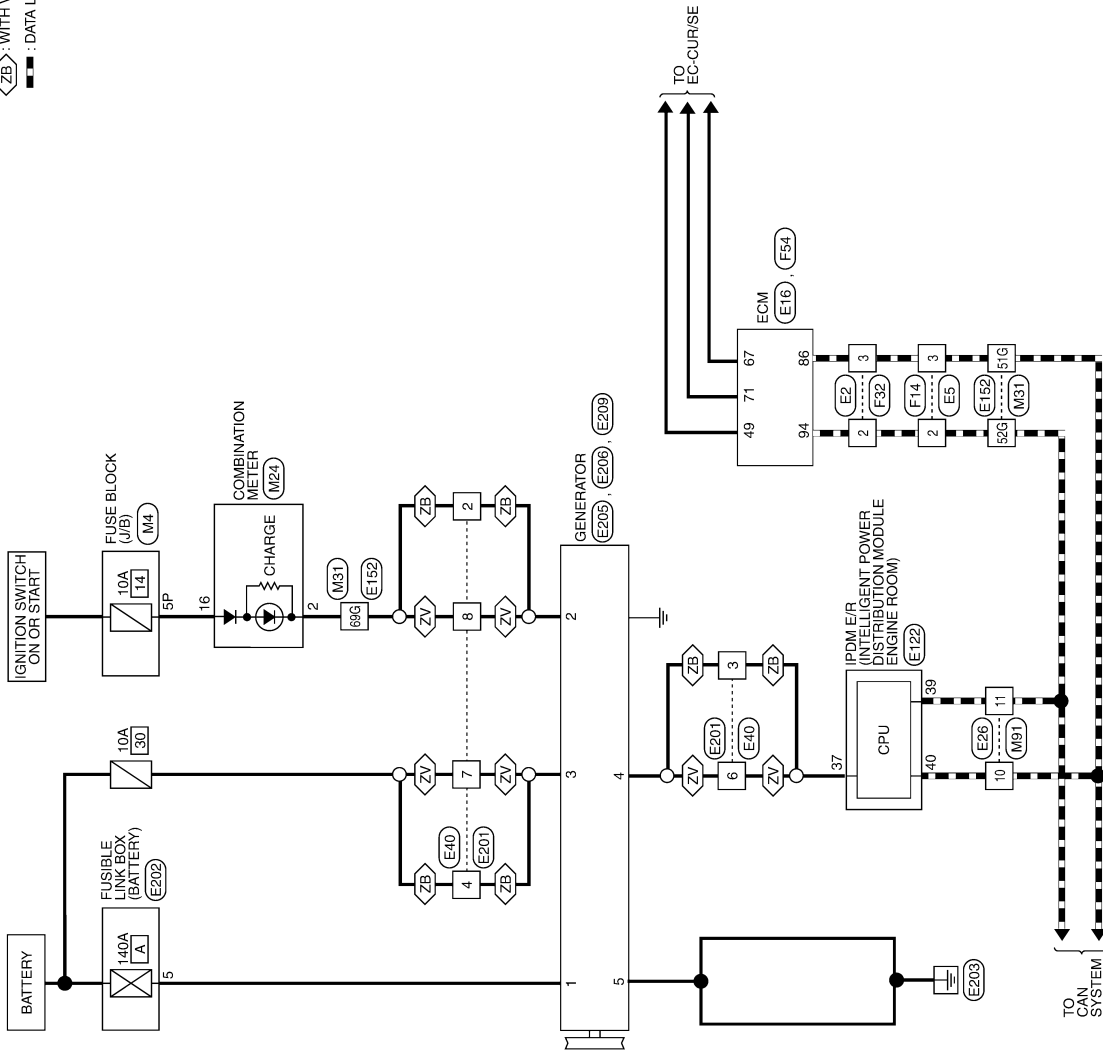 ZB : WITH V
: DATA L
BATTERY
IGNITION SWITCH
ON OR START
FUSIBLE
LINK BOX
(BATTERY)
E202
140A
A
5
10A
30
FUSE BLOCK
(J/B)
M4
10A
14
5P
COMBINATION
METER
M24
16
CHARGE
2
M31
69G
E152
ZB ZV ZV ZB
E40
4 7 8 2
E201
ZB ZV ZV ZB
GENERATOR
E205 , E206 , E209
1 3 2
5 4
ZV ZB
E201
6 3
E40
ZV ZB
E203
37
IPDM E/R
(INTELLIGENT POWER
DISTRIBUTION MODULE
ENGINE ROOM)
E122
CPU
40 39
E26
10 11
M91
TO
EC-CUR/SE
ECM
E16 , F54
49 71 67
94 86
E2
2 3
F32
F14
2 3
E5
E152
52G 51G
M31
TO
CAN
SYSTEM